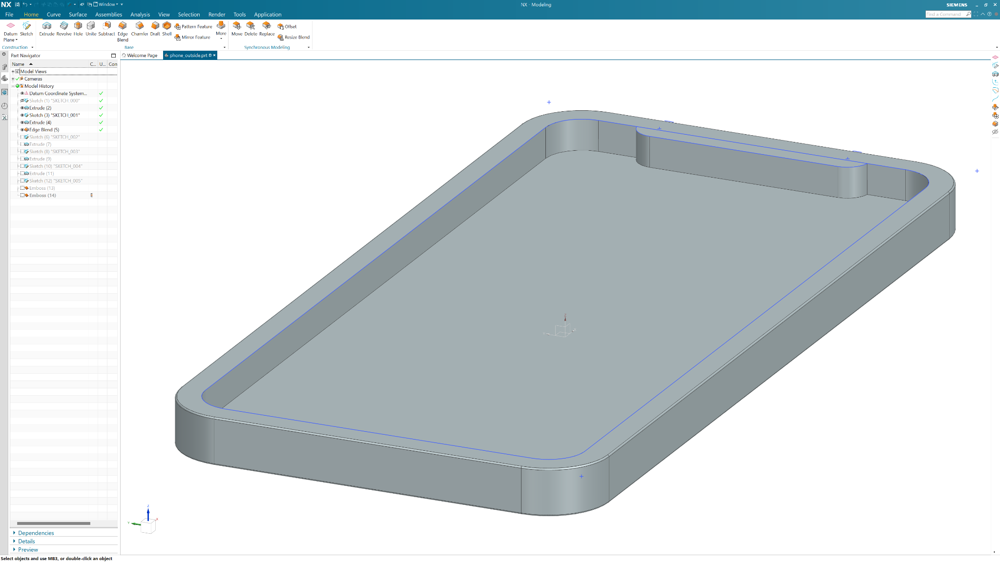 NX Window NX - Modeling SIEMENS
File Home Curve Surface Assemblies Analysis View Selection Render Tools Application Find a Command
Datum Plane Sketch Extrude Revolve Hole Unite Subtract Edge Blend Chamfer Draft Shell Pattern Feature Mirror Feature More Move Delete Replace Offset Resize Blend
Construction Base Synchronous Modeling
Part Navigator Welcome Page phone_outside.prt
Name C... U... Con
Model Views
Cameras
Model History
Datum Coordinate System...
Sketch (1) "SKETCH_000"
Extrude (2)
Sketch (3) "SKETCH_001"
Extrude (4)
Edge Blend (5)
Sketch (6) "SKETCH_002"
Extrude (7)
Sketch (8) "SKETCH_003"
Extrude (9)
Sketch (10) "SKETCH_004"
Extrude (11)
Sketch (12) "SKETCH_005"
Emboss (13)
Emboss (14)
Z
Y X
Z
Y X
Dependencies
Details
Preview
Select objects and use MB3, or double-click an object